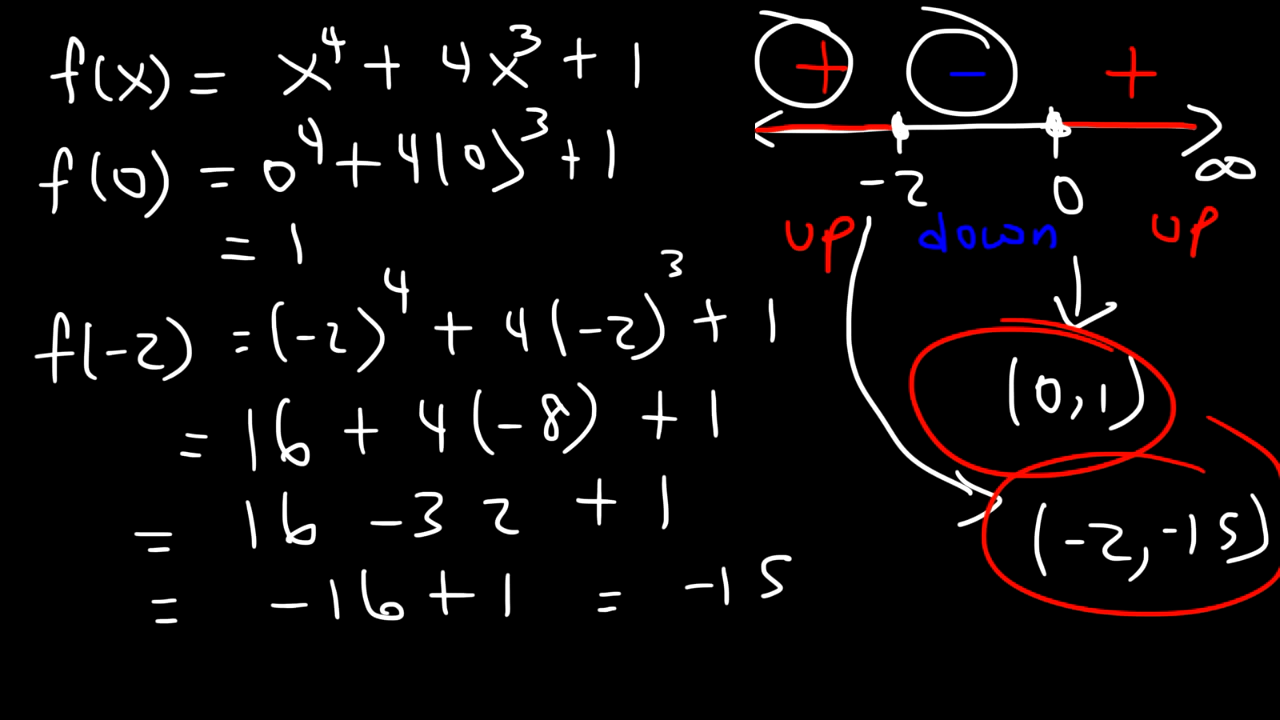 f(x) = x⁴ + 4x³ + 1
f(0) = 0⁴ + 4(0)³ + 1
= 1
f(-2) = (-2)⁴ + 4(-2)³ + 1
= 16 + 4(-8) + 1
= 16 - 32 + 1
= -16 + 1 = -15
+ - +
-2 0 ∞
up down up
(0,1)
(-2,-15)